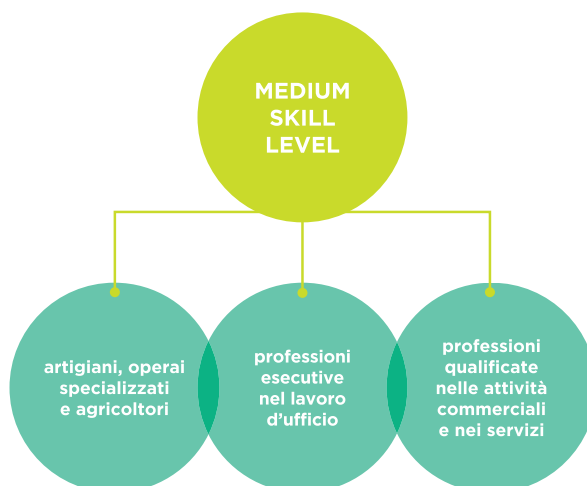 MEDIUM
SKILL
LEVEL
artigiani, operai
specializzati
e agricoltori
professioni
esecutive
nel lavoro
d’ufficio
professioni
qualificate
nelle attività
commerciali
e nei servizi